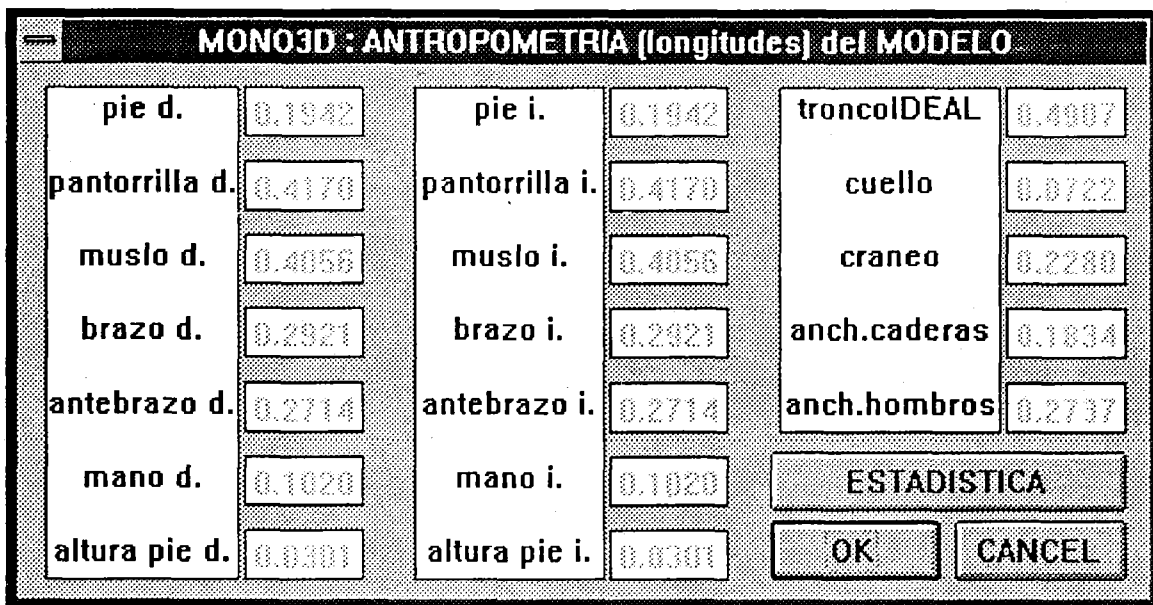 MONO3D : ANTROPOMETRIA (longitudes) del MODELO
pie d. 0.1942 pie i. 0.1942 troncoIDEAL 0.4907
pantorrilla d. 0.4170 pantorrilla i. 0.4170 cuello 0.0722
muslo d. 0.4056 muslo i. 0.4056 craneo 0.2280
brazo d. 0.2921 brazo i. 0.2921 anch.caderas 0.1834
antebrazo d. 0.2714 antebrazo i. 0.2714 anch.hombros 0.2737
mano d. 0.1020 mano i. 0.1020 ESTADISTICA
altura pie d. 0.0301 altura pie i. 0.0301 OK CANCEL